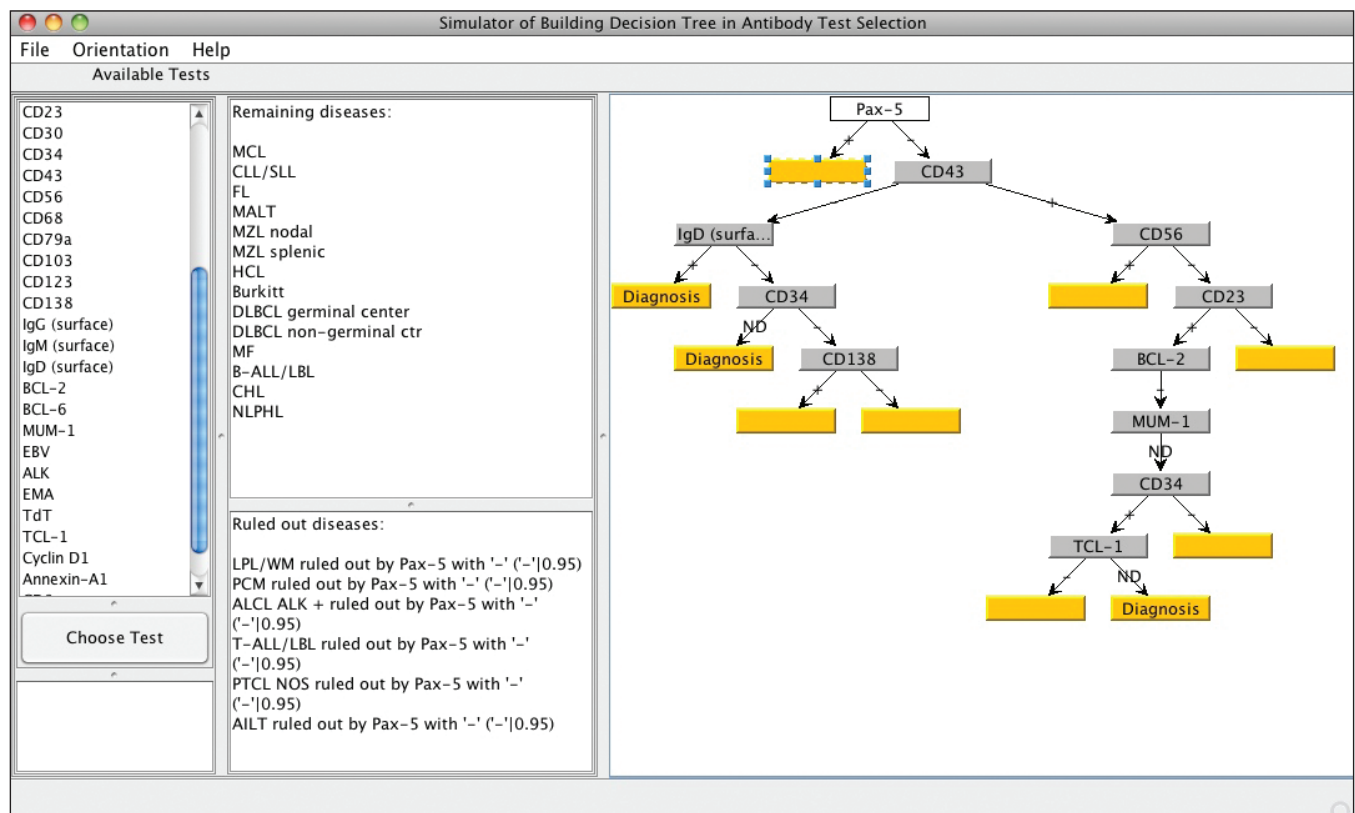 Simulator of Building Decision Tree in Antibody Test Selection
File Orientation Help
Available Tests
CD23
CD30
CD34
CD43
CD56
CD68
CD79a
CD103
CD123
CD138
IgG (surface)
IgM (surface)
IgD (surface)
BCL-2
BCL-6
MUM-1
EBV
ALK
EMA
TdT
TCL-1
Cyclin D1
Annexin-A1
Choose Test
Remaining diseases:
MCL
CLL/SLL
FL
MALT
MZL nodal
MZL splenic
HCL
Burkitt
DLBCL germinal center
DLBCL non-germinal ctr
MF
B-ALL/LBL
CHL
NLPHL
Ruled out diseases:
LPL/WM ruled out by Pax-5 with '-' ('-'|0.95)
PCM ruled out by Pax-5 with '-' ('-'|0.95)
ALCL ALK + ruled out by Pax-5 with '-'
('-'|0.95)
T-ALL/LBL ruled out by Pax-5 with '-'
('-'|0.95)
PTCL NOS ruled out by Pax-5 with '-'
('-'|0.95)
AILT ruled out by Pax-5 with '-' ('-'|0.95)
Pax-5
+ -
CD43
- +
IgD (surfa... CD56
+ - + -
Diagnosis CD34 CD23
ND - + -
Diagnosis CD138 BCL-2
+ - -
MUM-1
ND
CD34
+ -
TCL-1
- ND
Diagnosis